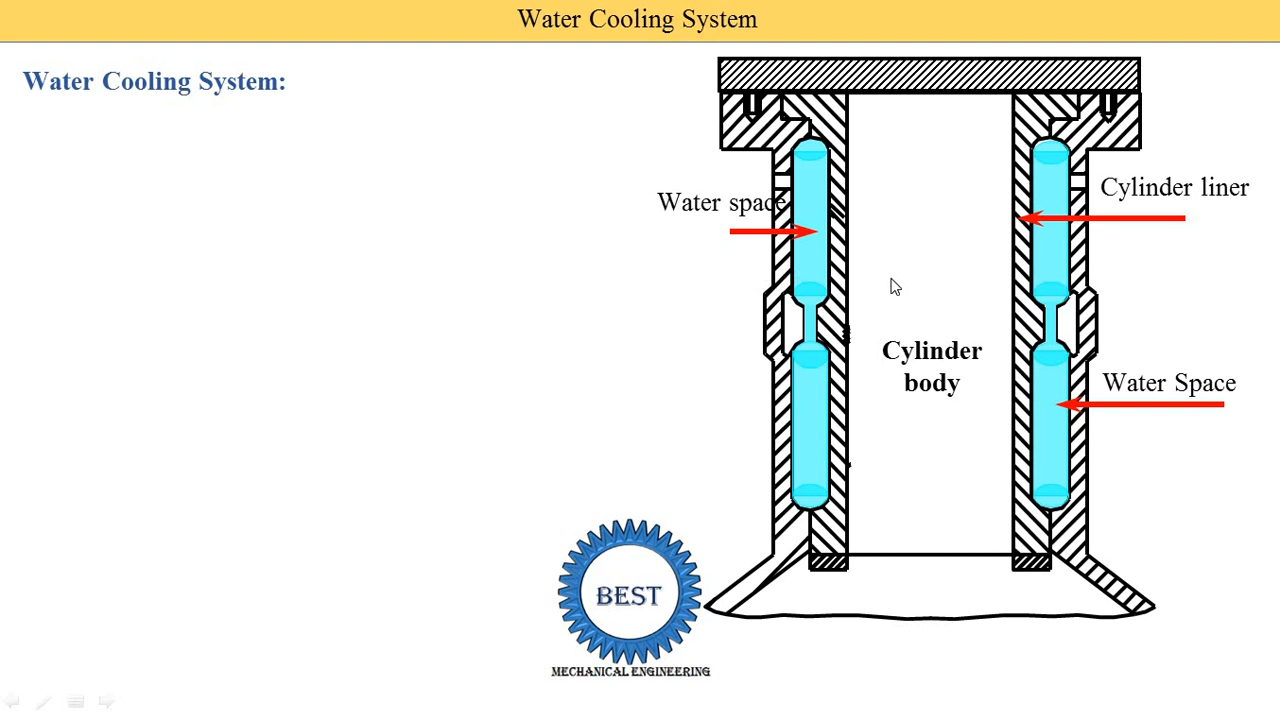 Water Cooling System
Water Cooling System:
Cylinder liner
Water space
Cylinder
body
Water Space
BEST
MECHANICAL ENGINEERING